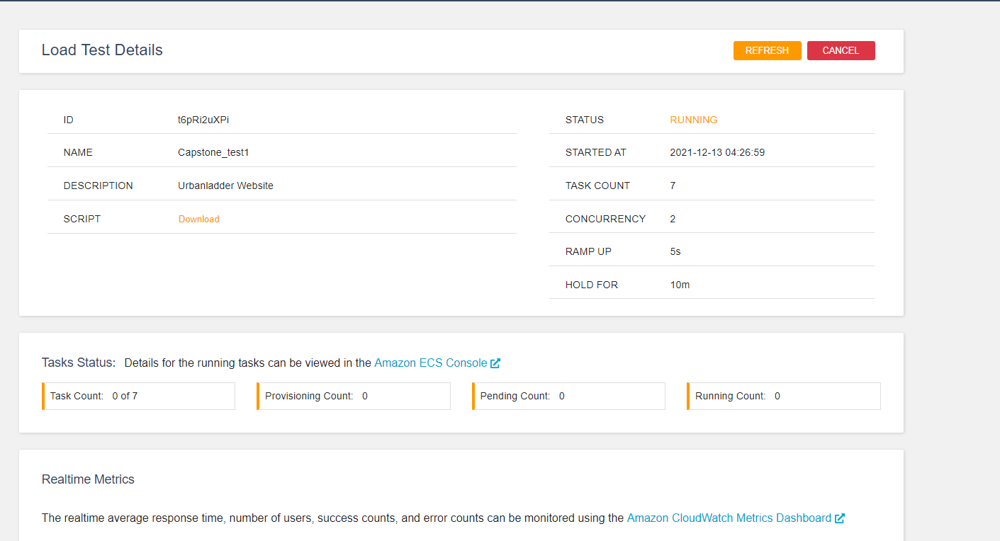 Load Test Details
REFRESH
CANCEL
ID t6pRi2uXPi
NAME Capstone_test1
DESCRIPTION Urbanladder Website
SCRIPT Download
STATUS RUNNING
STARTED AT 2021-12-13 04:26:59
TASK COUNT 7
CONCURRENCY 2
RAMP UP 5s
HOLD FOR 10m
Tasks Status: Details for the running tasks can be viewed in the Amazon ECS Console
Task Count: 0 of 7
Provisioning Count: 0
Pending Count: 0
Running Count: 0
Realtime Metrics
The realtime average response time, number of users, success counts, and error counts can be monitored using the Amazon CloudWatch Metrics Dashboard